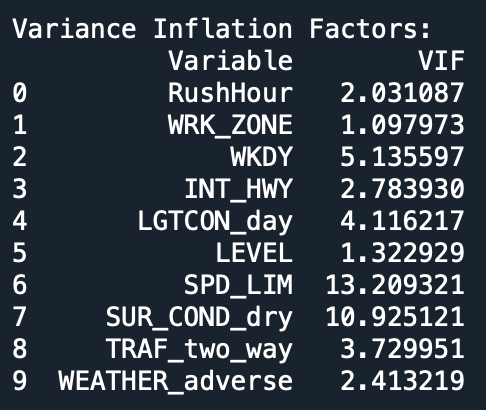 Variance Inflation Factors:
Variable VIF
0 RushHour 2.031087
1 WRK_ZONE 1.097973
2 WKDY 5.135597
3 INT_HWY 2.783930
4 LGTCON_day 4.116217
5 LEVEL 1.322929
6 SPD_LIM 13.209321
7 SUR_COND_dry 10.925121
8 TRAF_two_way 3.729951
9 WEATHER_adverse 2.413219